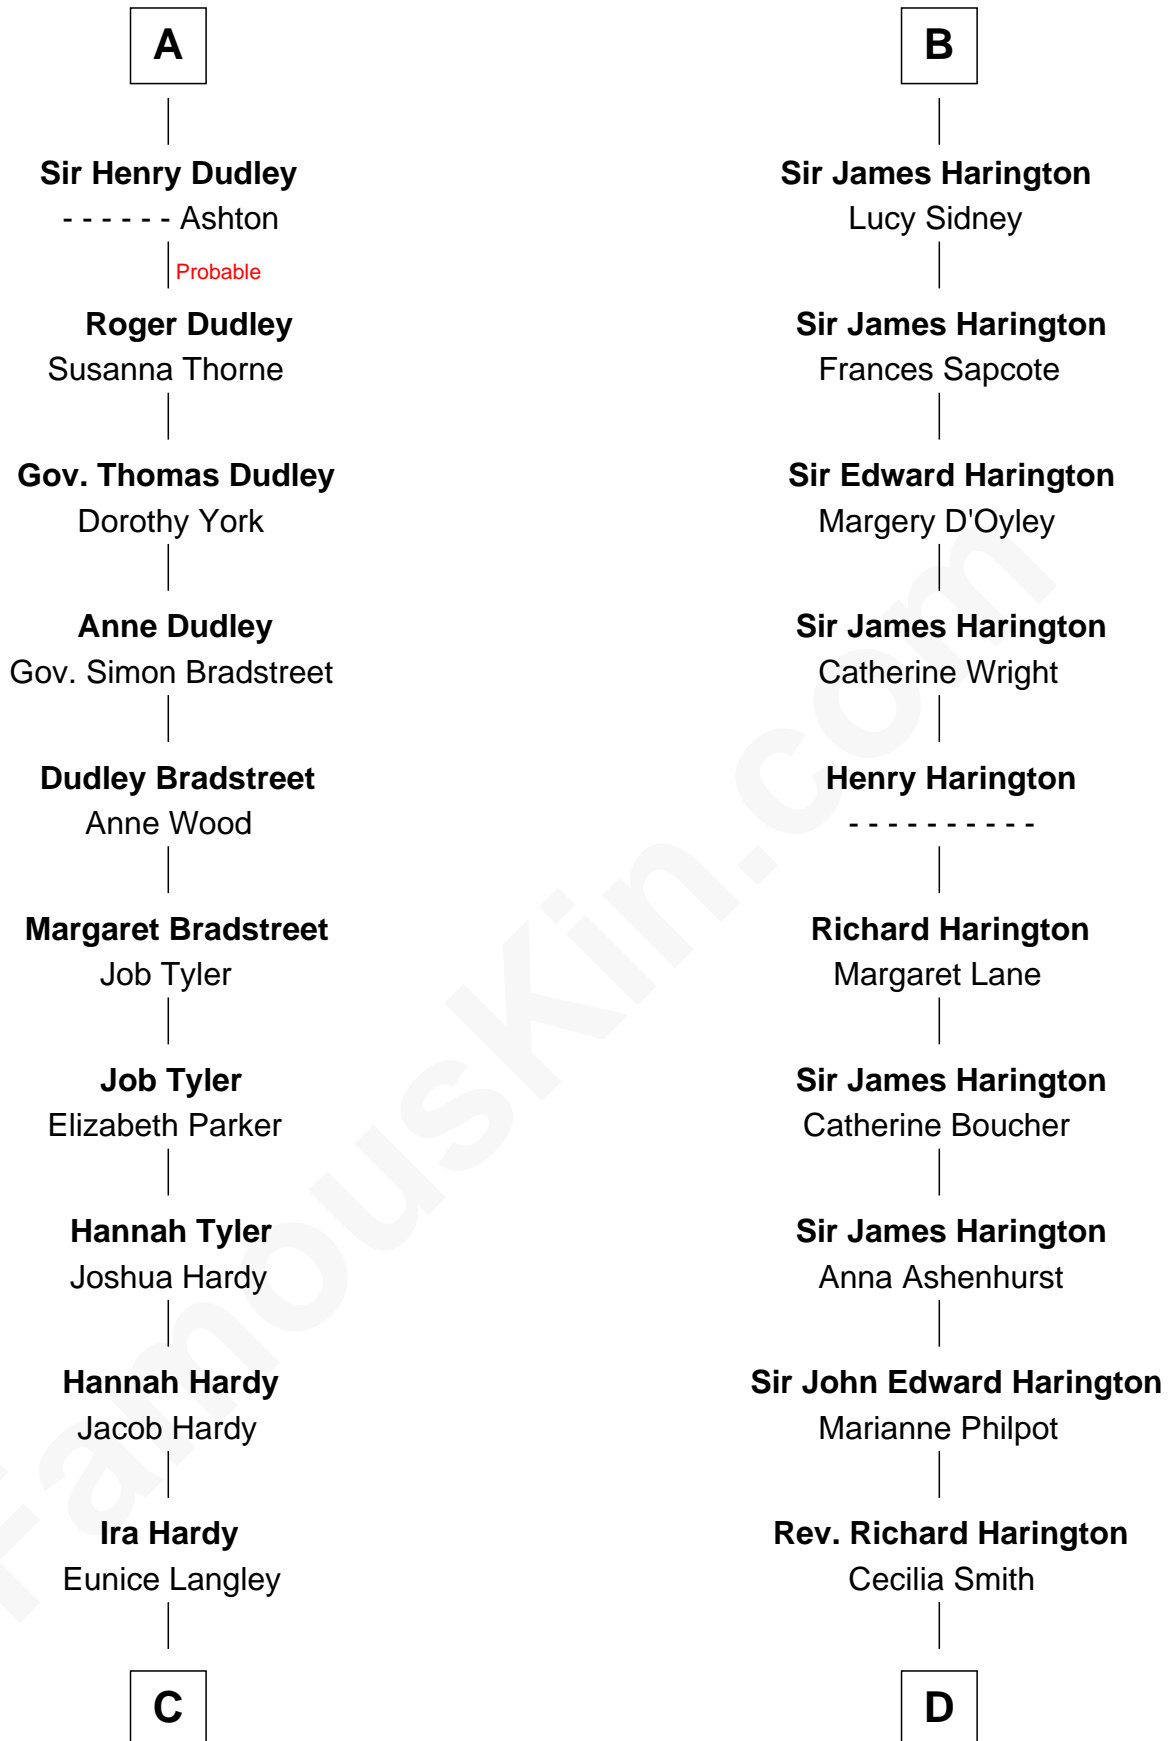 A
Sir Henry Dudley
- - - - - - Ashton
Probable
Roger Dudley
Susanna Thorne
Gov. Thomas Dudley
Dorothy York
Anne Dudley
Gov. Simon Bradstreet
Dudley Bradstreet
Anne Wood
Margaret Bradstreet
Job Tyler
Job Tyler
Elizabeth Parker
Hannah Tyler
Joshua Hardy
Hannah Hardy
Jacob Hardy
Ira Hardy
Eunice Langley
C
B
Sir James Harington
Lucy Sidney
Sir James Harington
Frances Sapcote
Sir Edward Harington
Margery D'Oyley
Sir James Harington
Catherine Wright
Henry Harington
- - - - - - - - - -
Richard Harington
Margaret Lane
Sir James Harington
Catherine Boucher
Sir James Harington
Anna Ashenhurst
Sir John Edward Harington
Marianne Philpot
Rev. Richard Harington
Cecilia Smith
D
FamousKin.com